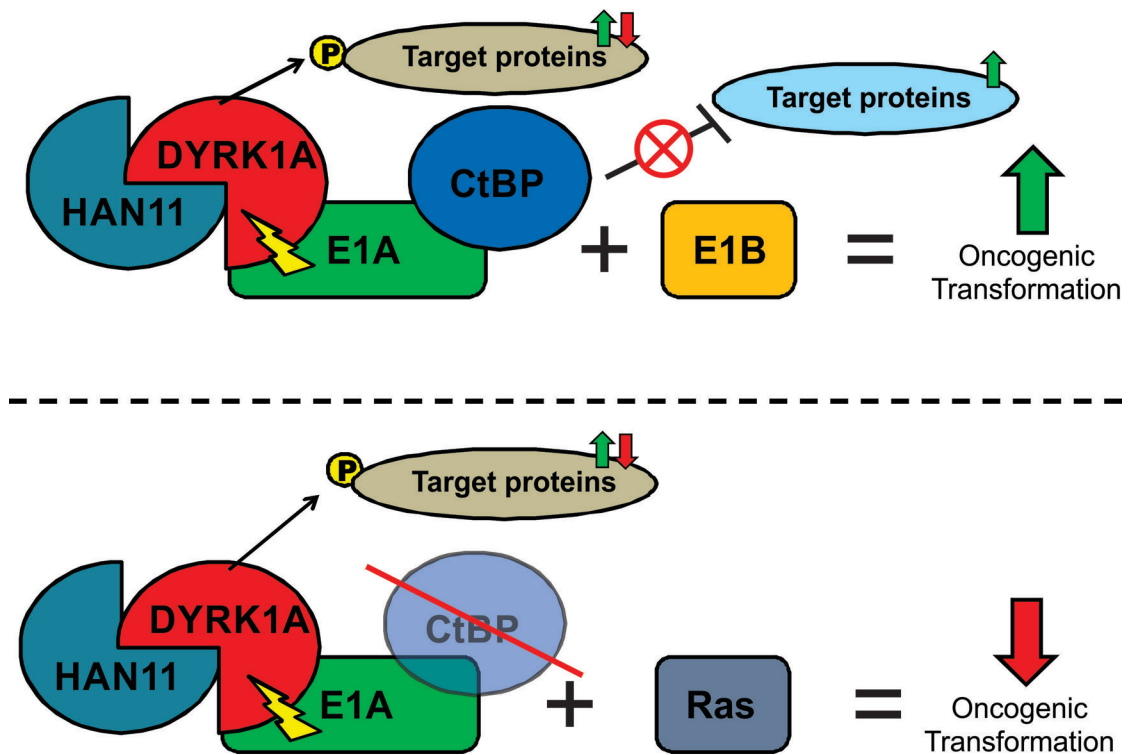 P
Target proteins
Target proteins
DYRK1A
CtBP
HAN11
E1A
+
E1B
=
Oncogenic
Transformation
P
Target proteins
DYRK1A
CtBP
HAN11
E1A
+
Ras
=
Oncogenic
Transformation